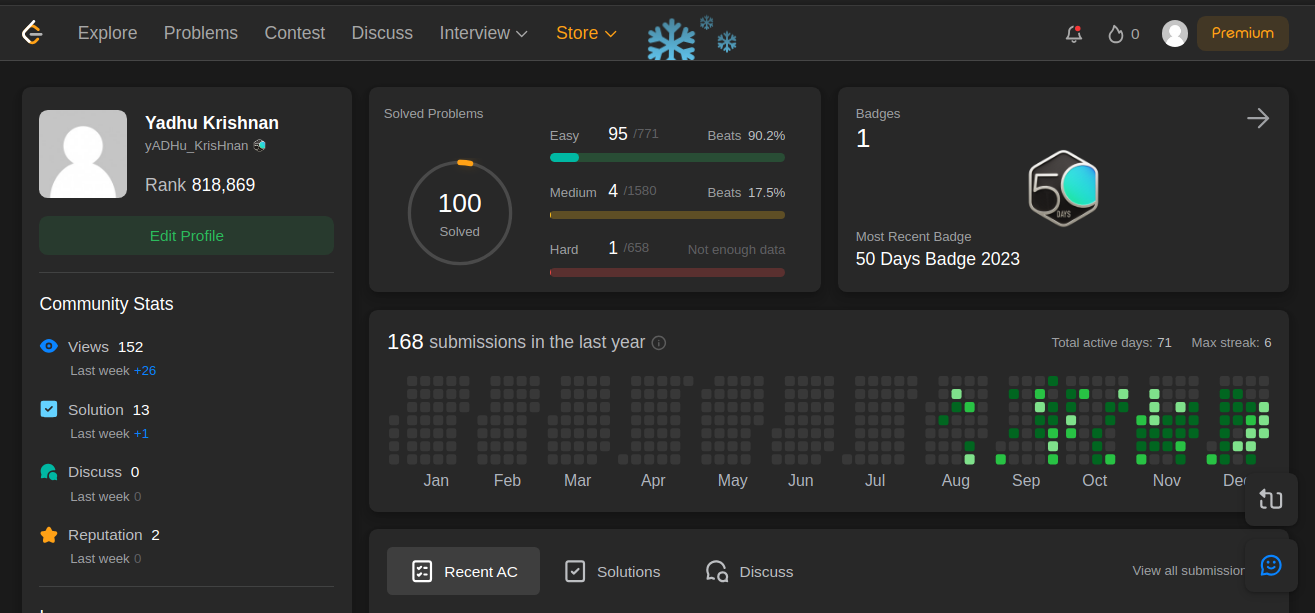 Explore Problems Contest Discuss Interview Store 0 Premium
Yadhu Krishnan
yADHu_KrisHnan
Rank 818,869
Edit Profile
Community Stats
Views 152
Last week +26
Solution 13
Last week +1
Discuss 0
Last week 0
Reputation 2
Last week 0
Solved Problems
100
Solved
Easy 95 /771 Beats 90.2%
Medium 4 /1580 Beats 17.5%
Hard 1 /658 Not enough data
Badges
1
50
DAYS
Most Recent Badge
50 Days Badge 2023
168 submissions in the last year Total active days: 71 Max streak: 6
Jan Feb Mar Apr May Jun Jul Aug Sep Oct Nov Dec
Recent AC Solutions Discuss View all submission